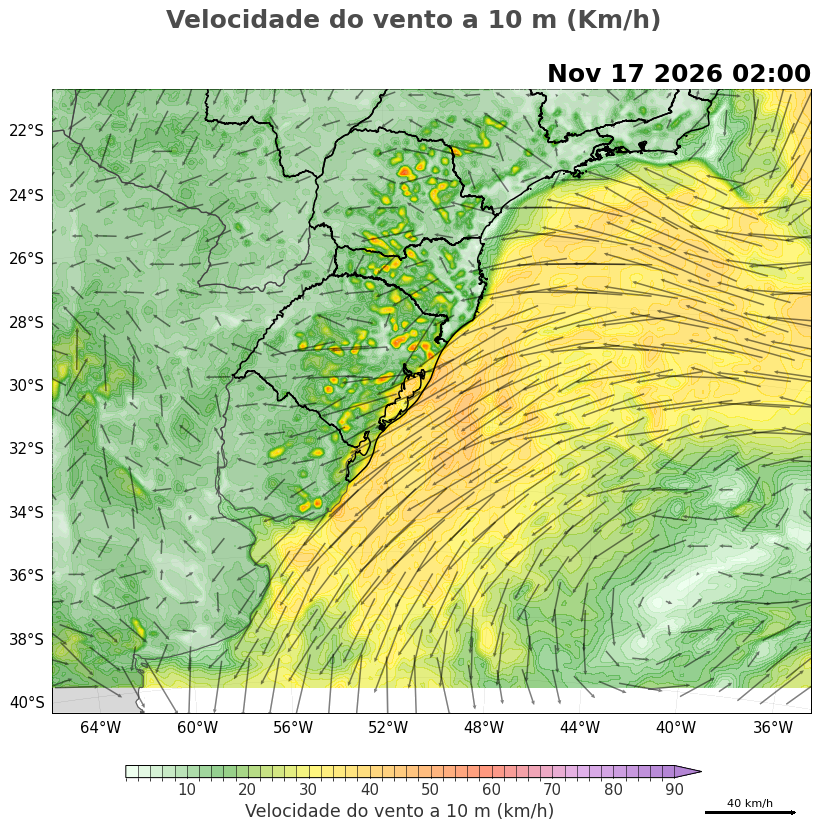 Velocidade do vento a 10 m (Km/h)
Nov 17 2026 02:00
22°S
24°S
26°S
28°S
30°S
32°S
34°S
36°S
38°S
40°S
64°W 60°W 56°W 52°W 48°W 44°W 40°W 36°W
10 20 30 40 50 60 70 80 90
Velocidade do vento a 10 m (km/h)
40 km/h